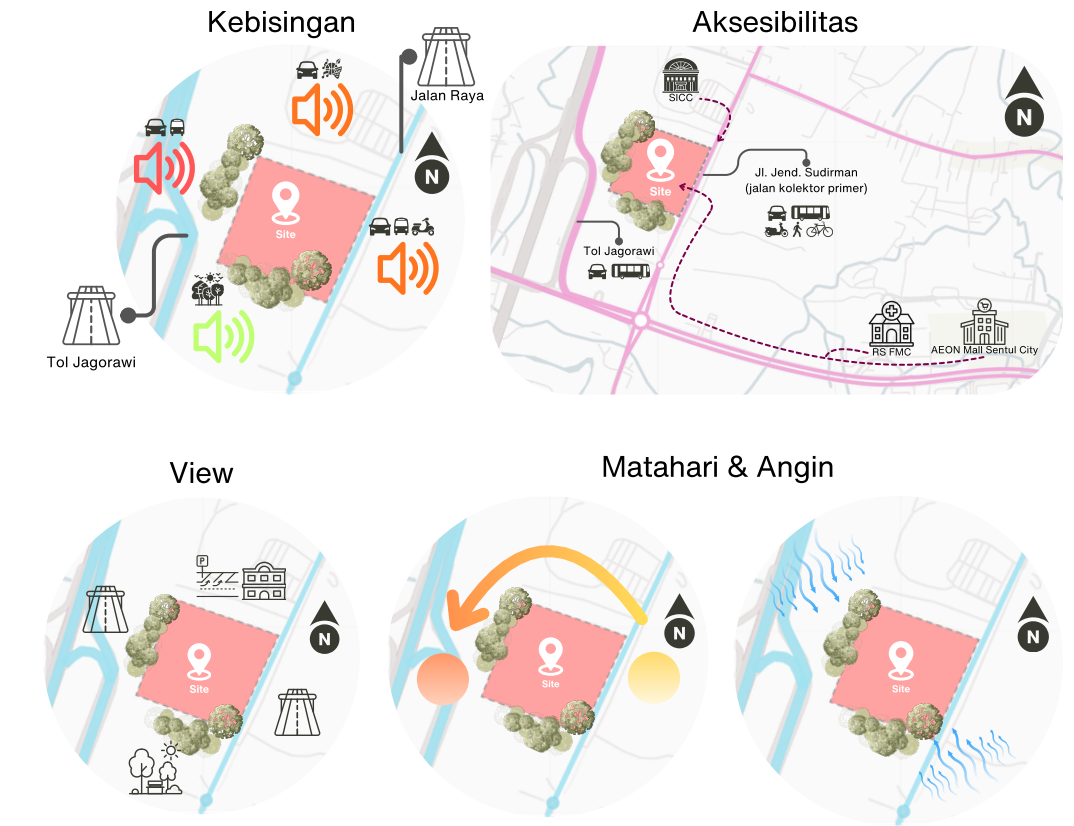 Kebisingan
Jalan Raya
N
Site
Tol Jagorawi
Aksesibilitas
SICC
N
Site
Jl. Jend. Sudirman
(jalan kolektor primer)
Tol Jagorawi
RS FMC
AEON Mall Sentul City
View
P
N
Site
Matahari & Angin
N
Site
N
Site